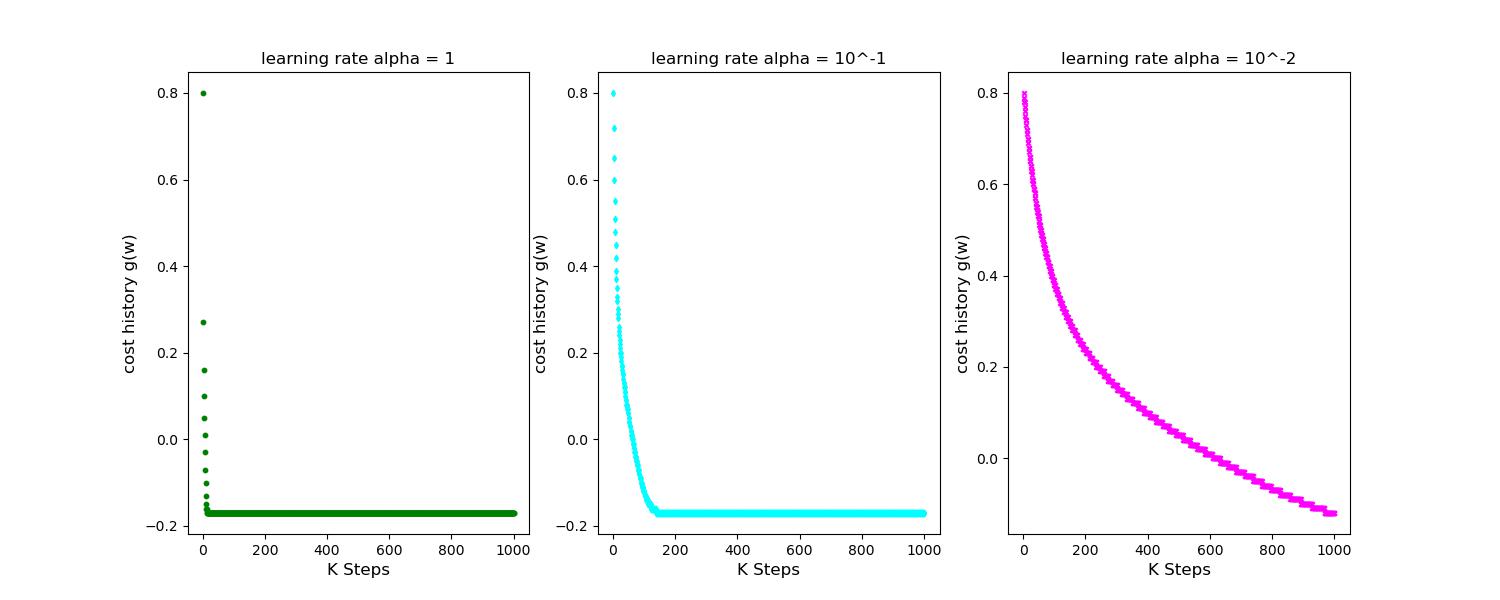 learning rate alpha = 1
cost history g(w)
0.8
0.6
0.4
0.2
0.0
−0.2
0 200 400 600 800 1000
K Steps
learning rate alpha = 10^-1
cost history g(w)
0.8
0.6
0.4
0.2
0.0
−0.2
0 200 400 600 800 1000
K Steps
learning rate alpha = 10^-2
cost history g(w)
0.8
0.6
0.4
0.2
0.0
0 200 400 600 800 1000
K Steps